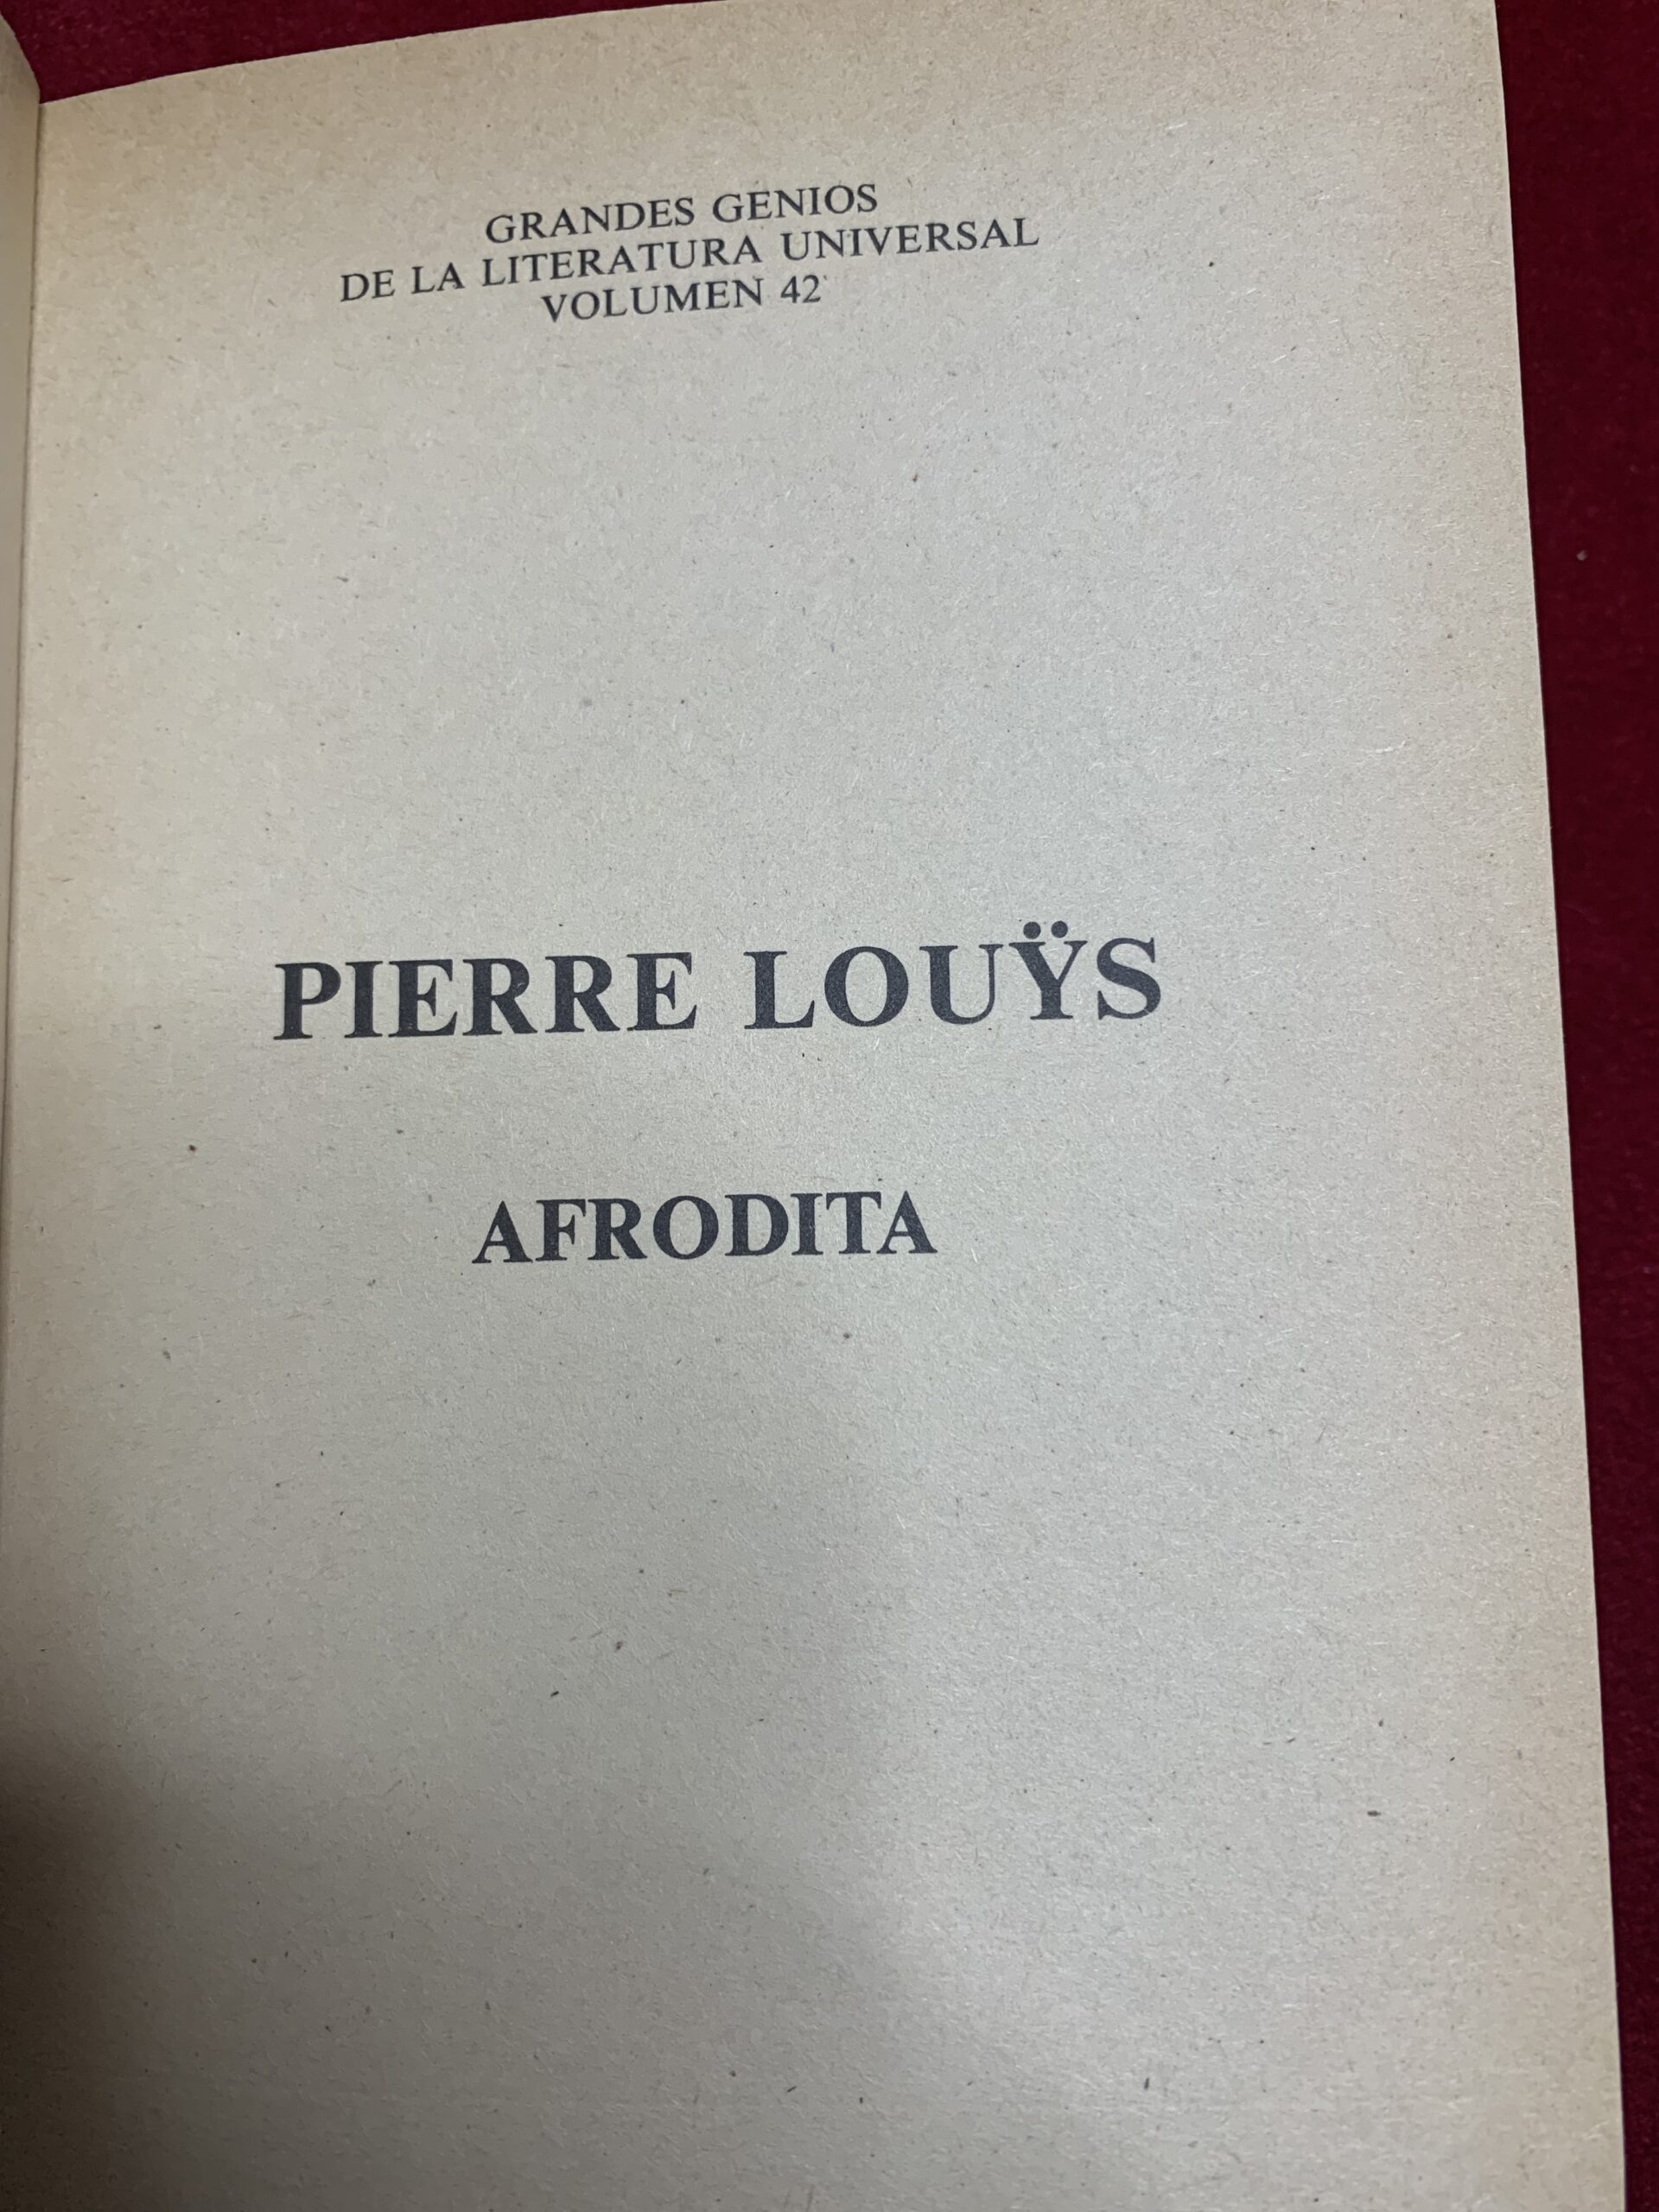 GRANDES GENIOS
DE LA LITERATURA UNIVERSAL
VOLUMEN 42
PIERRE LOUŸS
AFRODITA